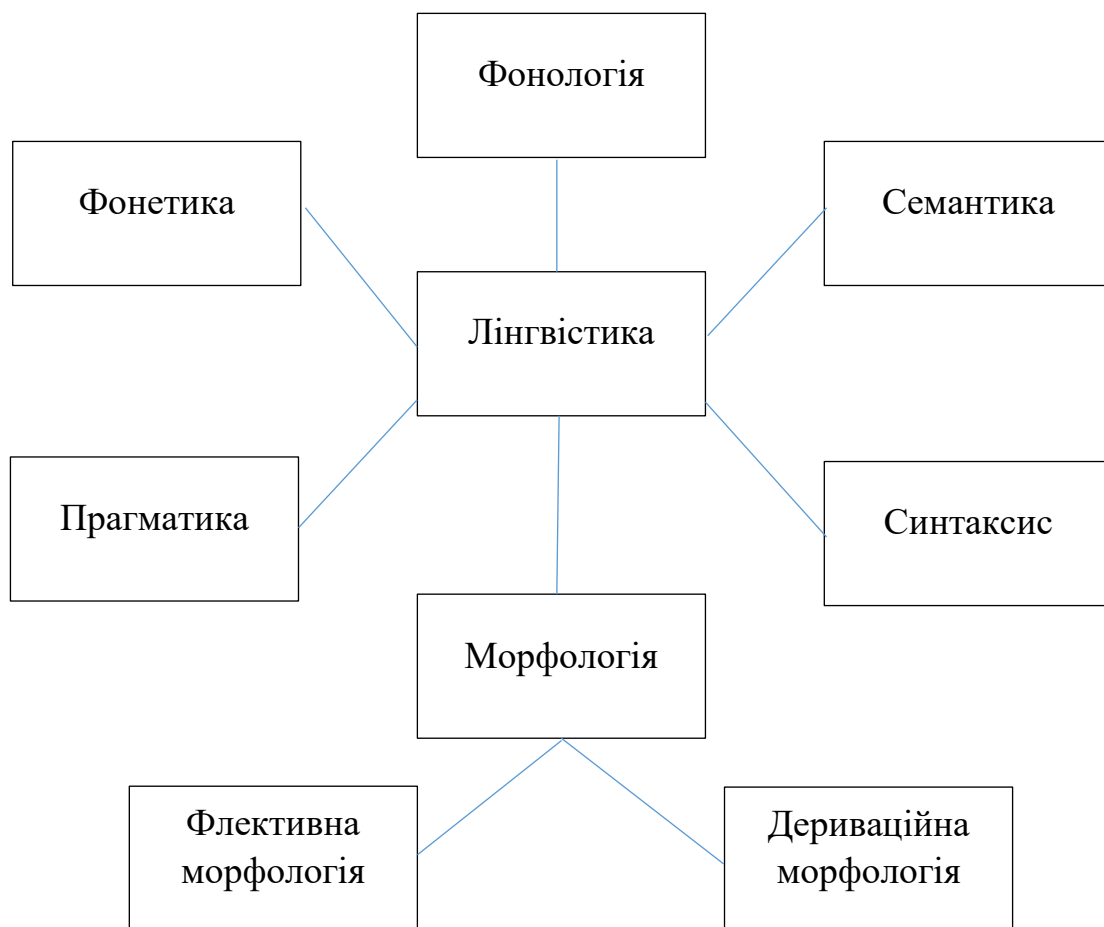 Фонологія
Фонетика
Семантика
Лінгвістика
Прагматика
Синтаксис
Морфологія
Флективна
морфологія
Дериваційна
морфологія